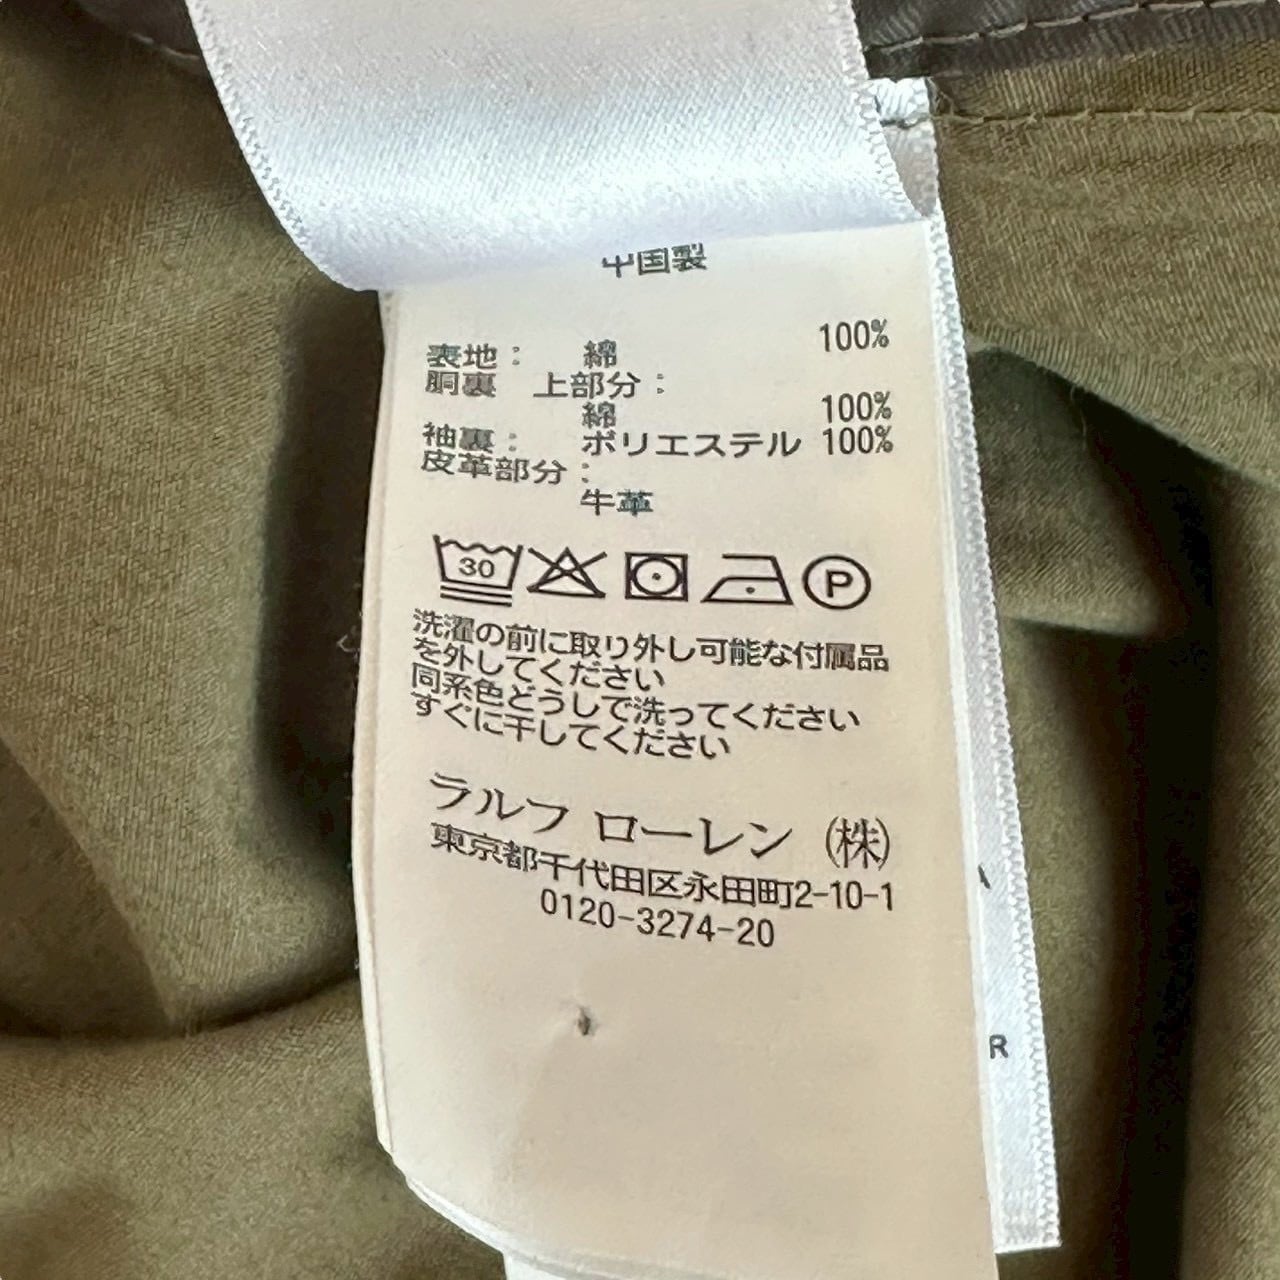 中国製
表地： 綿 100%
胴裏 上部分：
綿 100%
袖裏： ポリエステル 100%
皮革部分：
牛革
30
P
洗濯の前に取り外し可能な付属品
を外してください
同系色どうしで洗ってください
すぐに干してください
ラルフ ローレン (株)
東京都千代田区永田町2-10-1
0120-3274-20
R